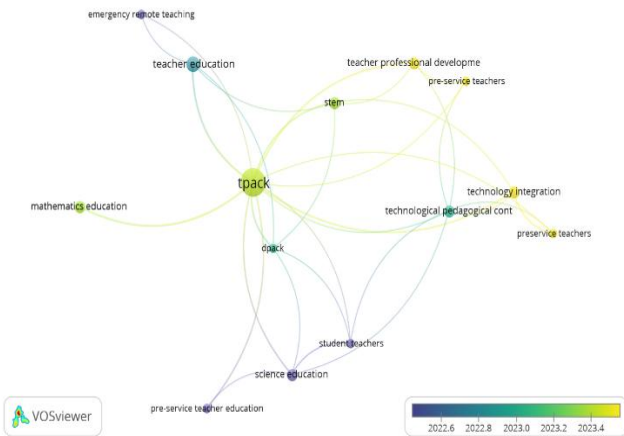 emergency remote teaching
teacher education
teacher professional developme
pre-service teachers
stem
tpack
technology integration
mathematics education
technological pedagogical cont
preservice teachers
dpack
student teachers
science education
pre-service teacher education
VOSviewer
2022.6 2022.8 2023.0 2023.2 2023.4